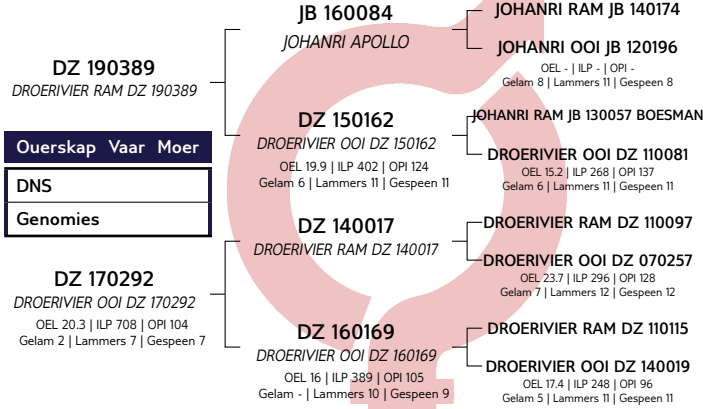 DZ 190389
DROERIVIER RAM DZ 190389
Ouerskap Vaar Moer
DNS
Genomies
DZ 170292
DROERIVIER OOI DZ 170292
OEL 20.3 | ILP 708 | OPI 104
Gelam 2 | Lammers 7 | Gespeen 7
JB 160084
JOHANRI APOLLO
DZ 150162
DROERIVIER OOI DZ 150162
OEL 19.9 | ILP 402 | OPI 124
Gelam 6 | Lammers 11 | Gespeen 11
DZ 140017
DROERIVIER RAM DZ 140017
DZ 160169
DROERIVIER OOI DZ 160169
OEL 16 | ILP 389 | OPI 105
Gelam - | Lammers 10 | Gespeen 9
JOHANRI RAM JB 140174
JOHANRI OOI JB 120196
OEL - | ILP - | OPI -
Gelam 8 | Lammers 11 | Gespeen 8
JOHANRI RAM JB 130057 BOESMAN
DROERIVIER OOI DZ 110081
OEL 15.2 | ILP 268 | OPI 137
Gelam 6 | Lammers 11 | Gespeen 11
DROERIVIER RAM DZ 110097
DROERIVIER OOI DZ 070257
OEL 23.7 | ILP 296 | OPI 128
Gelam 7 | Lammers 12 | Gespeen 12
DROERIVIER RAM DZ 110115
DROERIVIER OOI DZ 140019
OEL 17.4 | ILP 248 | OPI 96
Gelam 5 | Lammers 11 | Gespeen 11